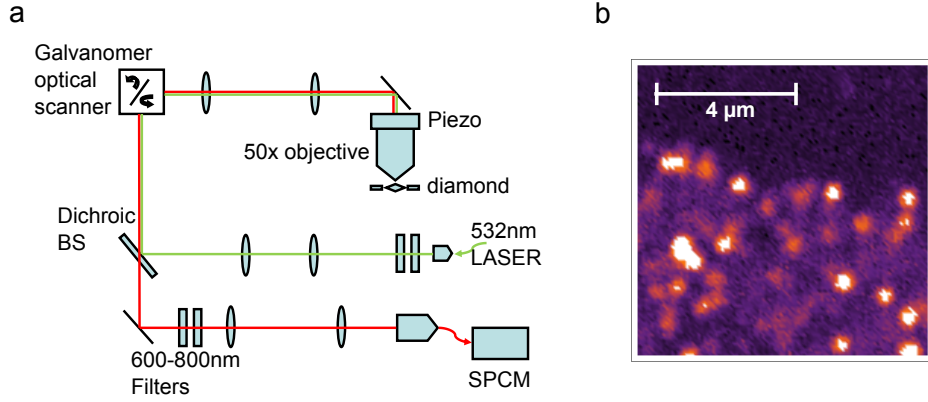 a
Galvanomer
optical
scanner
Piezo
50x objective
diamond
Dichroic
BS
532nm
LASER
600-800nm
Filters
SPCM
b
4 µm